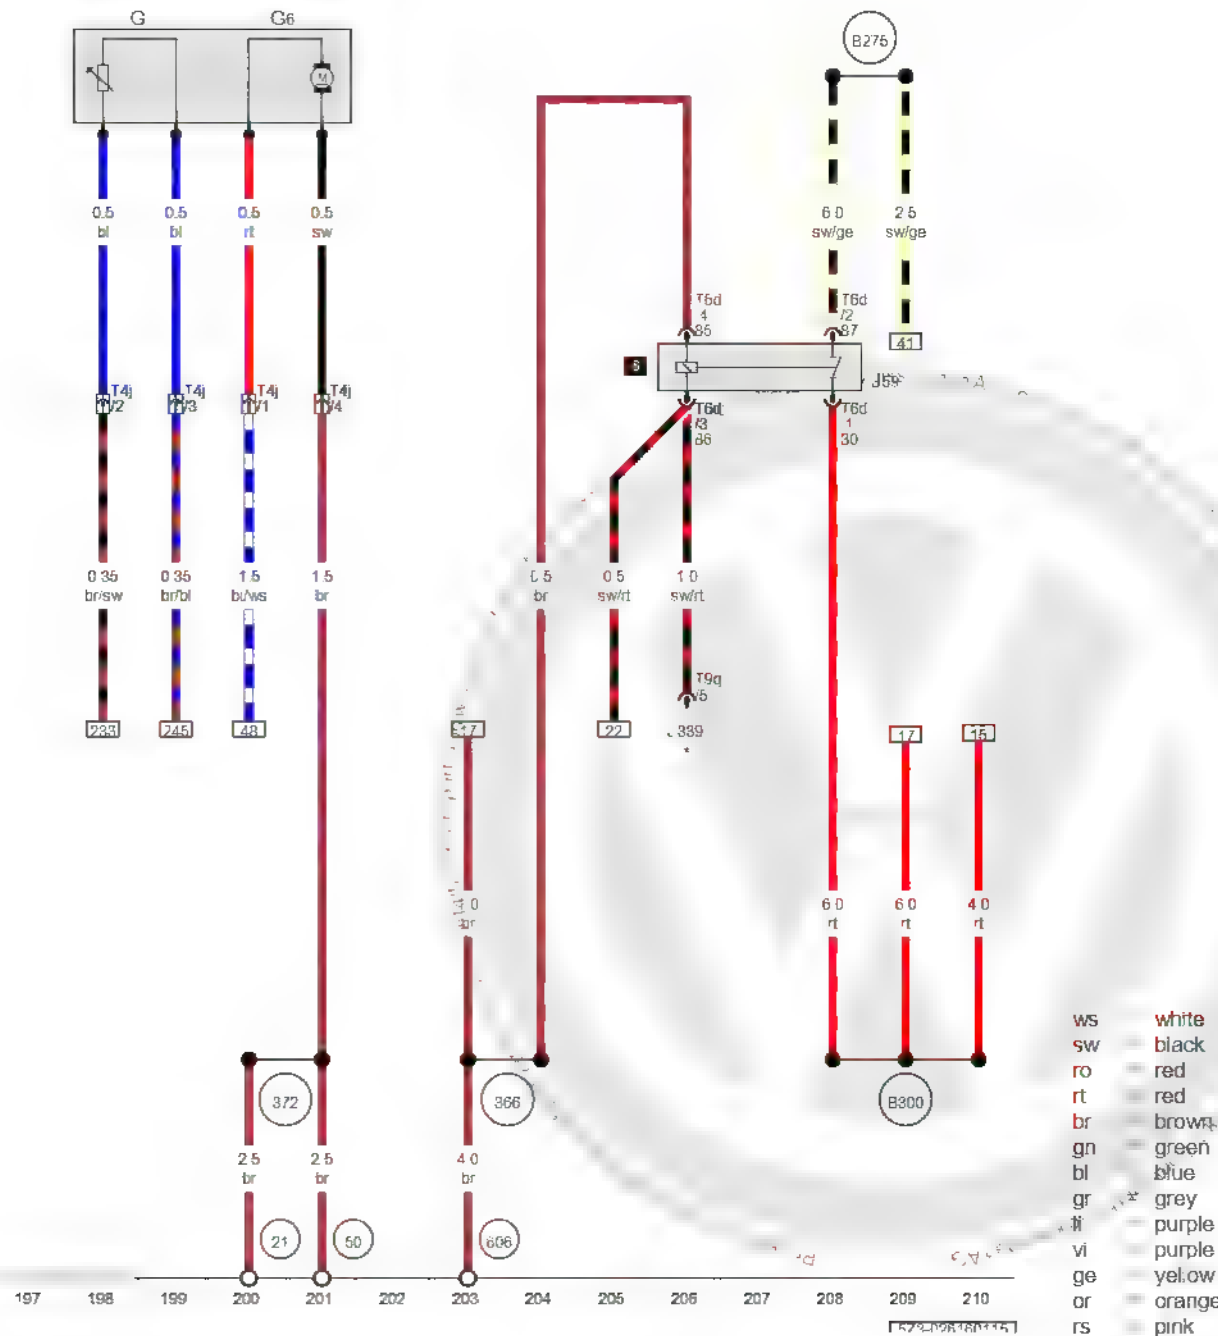 G G6
B275
0.5 0.5 0.5 0.5 6.0 2.5
bl bl rt sw sw/ge sw/ge
T6d T6d
4 /2
85 87
41
6
T4j T4j T4j T4j
/2 /3 /1 /4
T6d T6d
/3 1
86 30
0.35 0.35 1.5 1.5 0.5 0.5 1.0
br/sw br/bl bl/ws br br sw/rt sw/rt
T9q
/5
233 245 48 22 17 15
6.0 6.0 4.0
br rt rt rt
372 366 B300
2.5 2.5 4.0
br br br
21 50 606
ws white
sw black
ro red
rt red
br brown
gn green
bl blue
gr grey
li purple
vi purple
ge yellow
or orange
rs pink
197 198 199 200 201 202 203 204 205 206 207 208 209 210